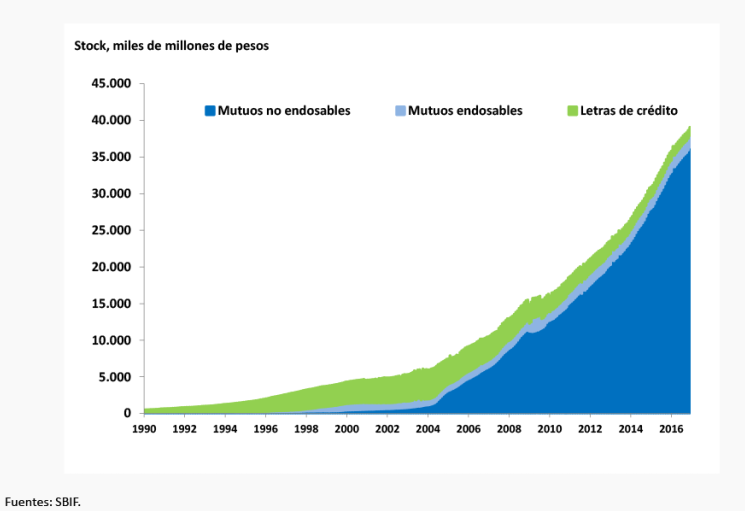 Stock, miles de millones de pesos
45.000
Mutuos no endosables Mutuos endosables Letras de crédito
40.000
35.000
30.000
25.000
20.000
15.000
10.000
5.000
0
1990 1992 1994 1996 1998 2000 2002 2004 2006 2008 2010 2012 2014 2016
Fuentes: SBIF.